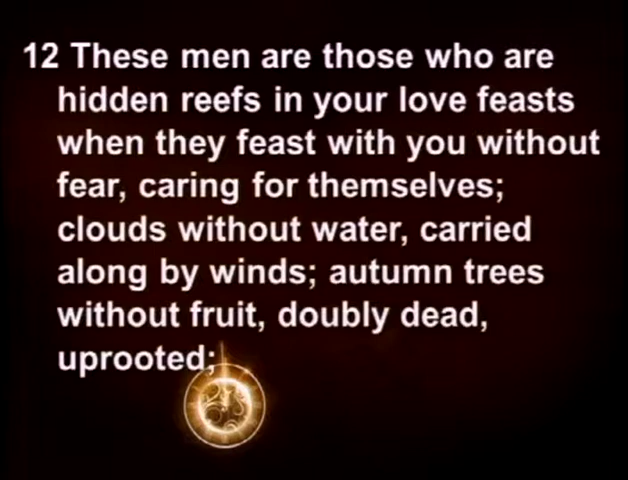 12 These men are those who are
hidden reefs in your love feasts
when they feast with you without
fear, caring for themselves;
clouds without water, carried
along by winds; autumn trees
without fruit, doubly dead,
uprooted;